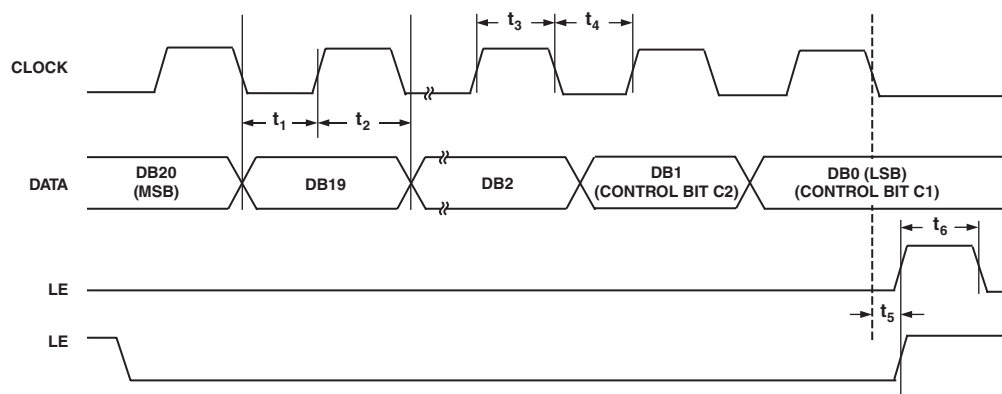 t3
t4
CLOCK
t1
t2
DATA
DB20
(MSB)
DB19
DB2
DB1
(CONTROL BIT C2)
DB0 (LSB)
(CONTROL BIT C1)
t6
LE
t5
LE